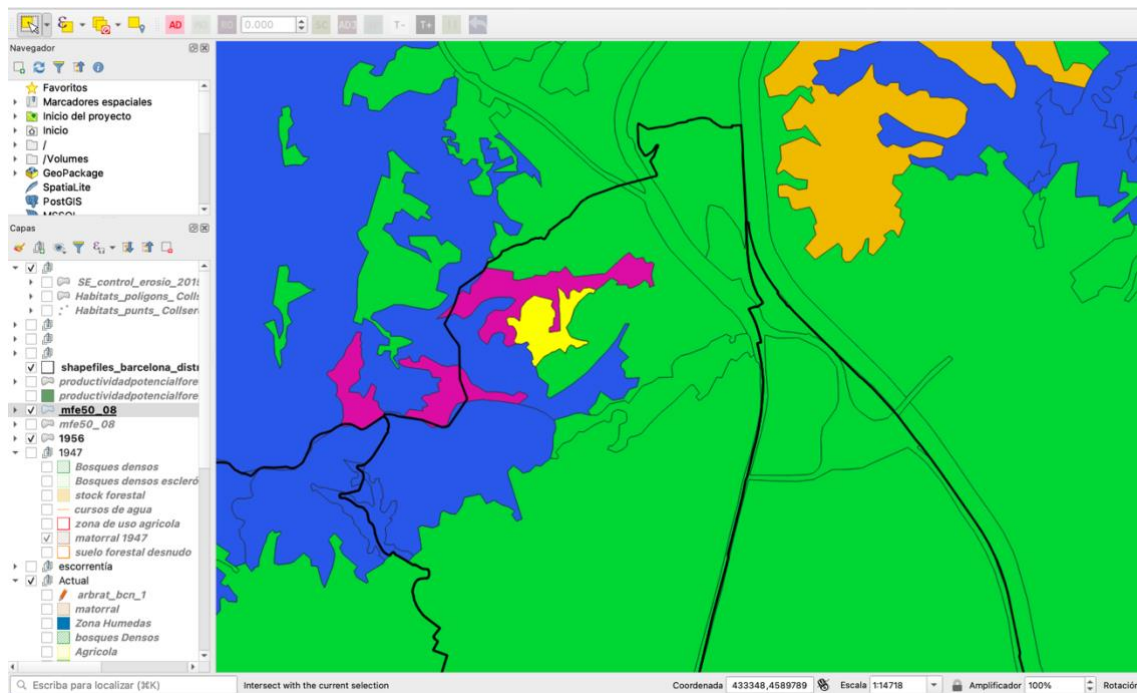 AD
0.000
T-
T+
Navegador
Favoritos
Marcadores espaciales
Inicio del proyecto
Inicio
/
/Volumes
GeoPackage
SpatiaLite
PostGIS
MSSQL
Capas
SE_control_erosio_201
Habitats_poligons_Colls
Habitats_punts_Collser
shapefiles_barcelona_distr
productividadpotencialfore
productividadpotencialfore
mfe50_08
mfe50_08
1956
1947
Bosques densos
Bosques densos escleró
stock forestal
cursos de agua
zona de uso agrícola
matorral 1947
suelo forestal desnudo
escorrentía
Actual
arbrat_bcn_1
matorral
Zona Humedas
bosques Densos
Agricola
Escriba para localizar (⌘K) Intersect with the current selection Coordenada 433348,4589789 Escala 1:14718 Amplificador 100% Rotación